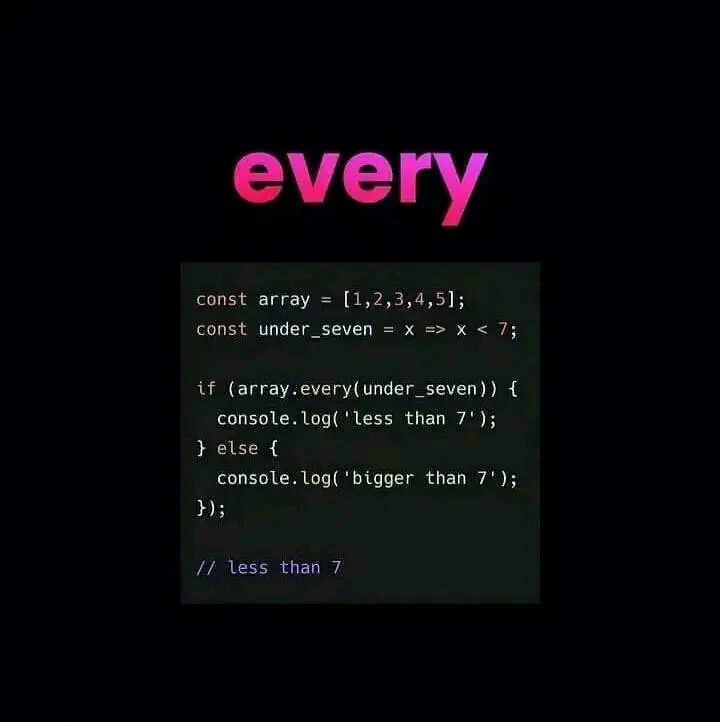 every
const array = [1,2,3,4,5];
const under_seven = x => x < 7;
if (array.every(under_seven)) {
  console.log('less than 7');
} else {
  console.log('bigger than 7');
});
// less than 7